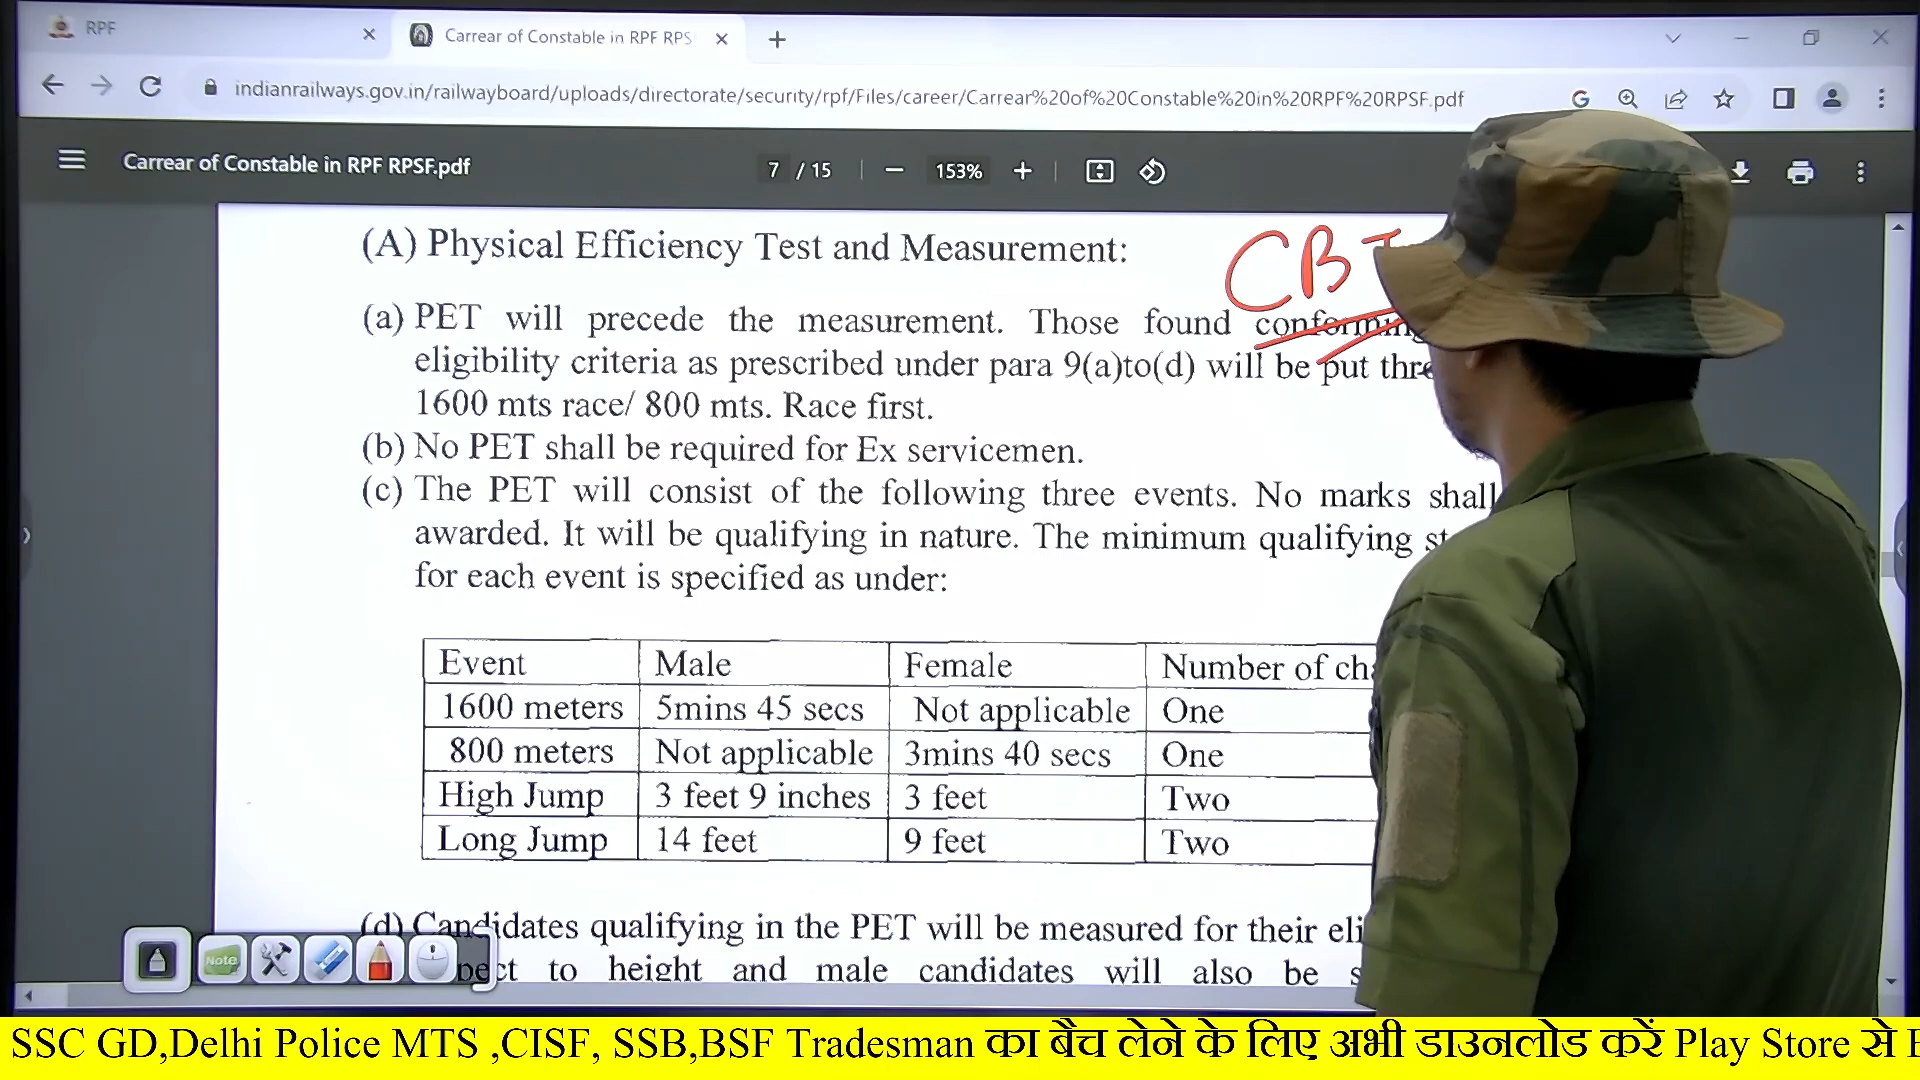 RPF
Carrear of Constable in RPF RPS
indianrailways.gov.in/railwayboard/uploads/directorate/security/rpf/Files/career/Carrear%20of%20Constable%20in%20RPF%20RPSF.pdf
Carrear of Constable in RPF RPSF.pdf
7 / 15
153%
(A) Physical Efficiency Test and Measurement:
CBT
(a) PET will precede the measurement. Those found conforming
eligibility criteria as prescribed under para 9(a)to(d) will be put
1600 mts race/ 800 mts. Race first.
(b) No PET shall be required for Ex servicemen.
(c) The PET will consist of the following three events. No marks shall
awarded. It will be qualifying in nature. The minimum qualifying
for each event is specified as under:
Event Male Female Number of
1600 meters 5mins 45 secs Not applicable One
800 meters Not applicable 3mins 40 secs One
High Jump 3 feet 9 inches 3 feet Two
Long Jump 14 feet 9 feet Two
(d) Candidates qualifying in the PET will be measured for their
to height and male candidates will also be
Note
SSC GD,Delhi Police MTS ,CISF, SSB,BSF Tradesman का बैच लेने के लिए अभी डाउनलोड करें Play Store से